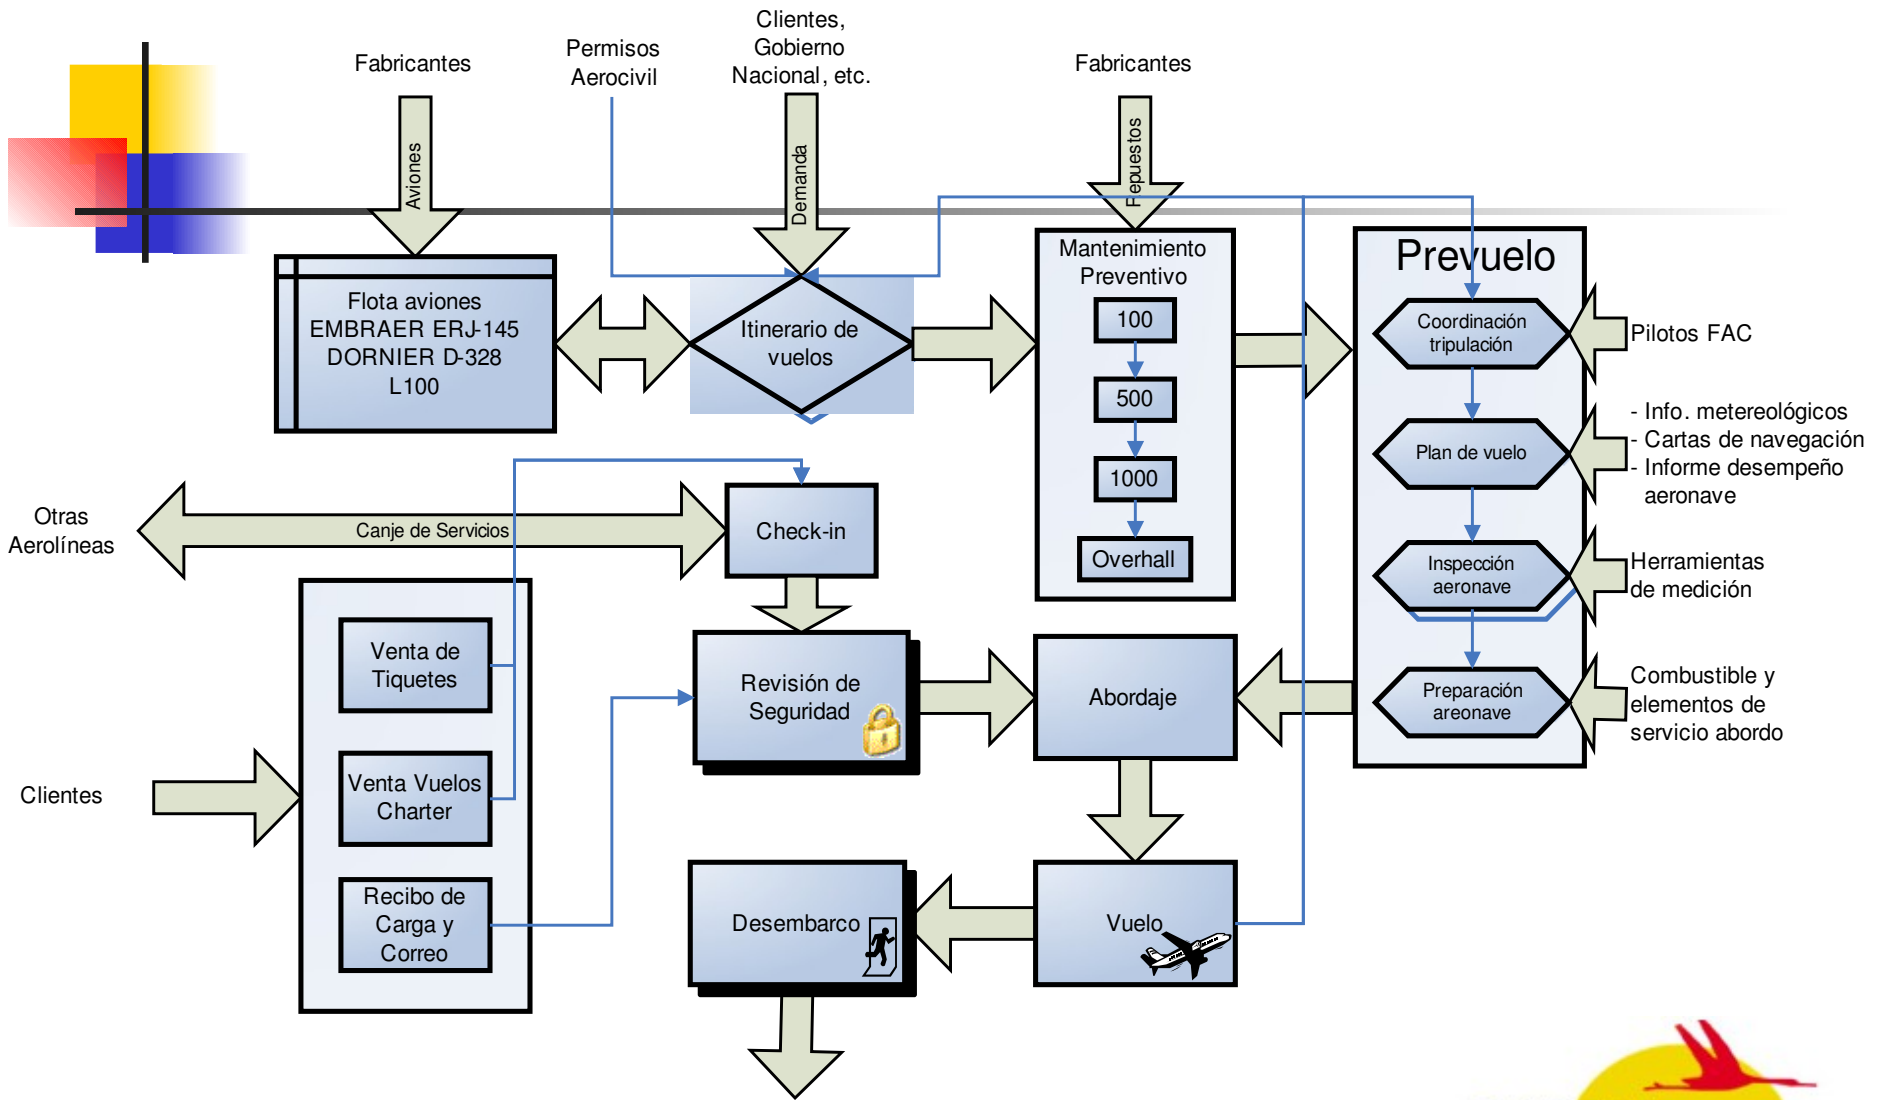 Fabricantes
Permisos
Aerocivil
Clientes,
Gobierno
Nacional, etc.
Fabricantes
Aviones
Demanda
Repuestos
Flota aviones
EMBRAER ERJ-145
DORNIER D-328
L100
Itinerario de
vuelos
Mantenimiento
Preventivo
100
500
1000
Overhall
Prevuelo
Coordinación
tripulación
Plan de vuelo
Inspección
aeronave
Preparación
areonave
Pilotos FAC
- Info. metereológicos
- Cartas de navegación
- Informe desempeño
aeronave
Herramientas
de medición
Combustible y
elementos de
servicio abordo
Otras
Aerolíneas
Canje de Servicios
Check-in
Venta de
Tiquetes
Venta Vuelos
Charter
Recibo de
Carga y
Correo
Clientes
Revisión de
Seguridad
Abordaje
Desembarco
Vuelo